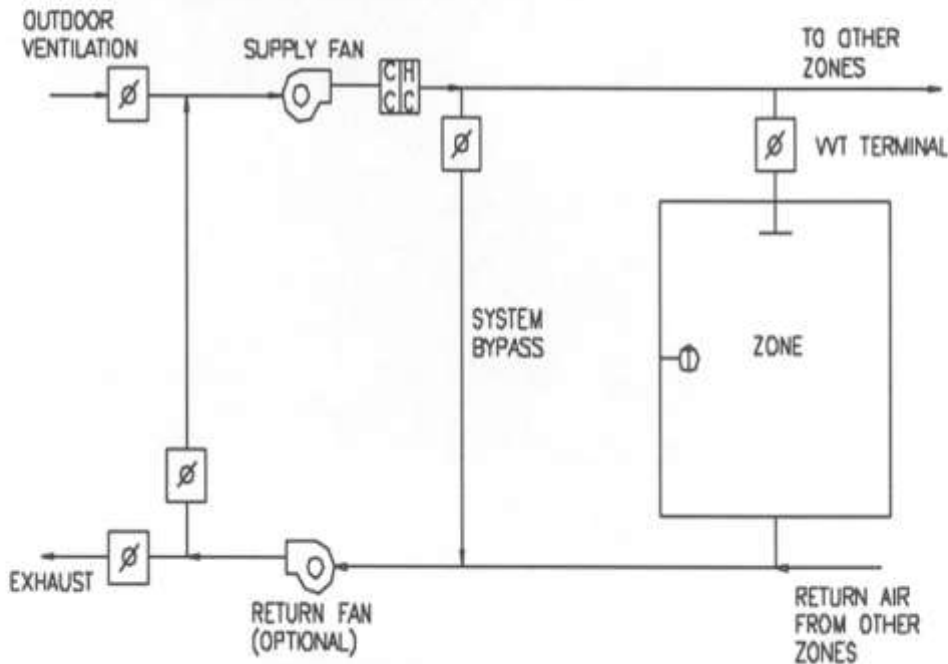 OUTDOOR
VENTILATION
SUPPLY FAN
TO OTHER
ZONES
C H
C C
VVT TERMINAL
SYSTEM
BYPASS
ZONE
EXHAUST
RETURN FAN
(OPTIONAL)
RETURN AIR
FROM OTHER
ZONES